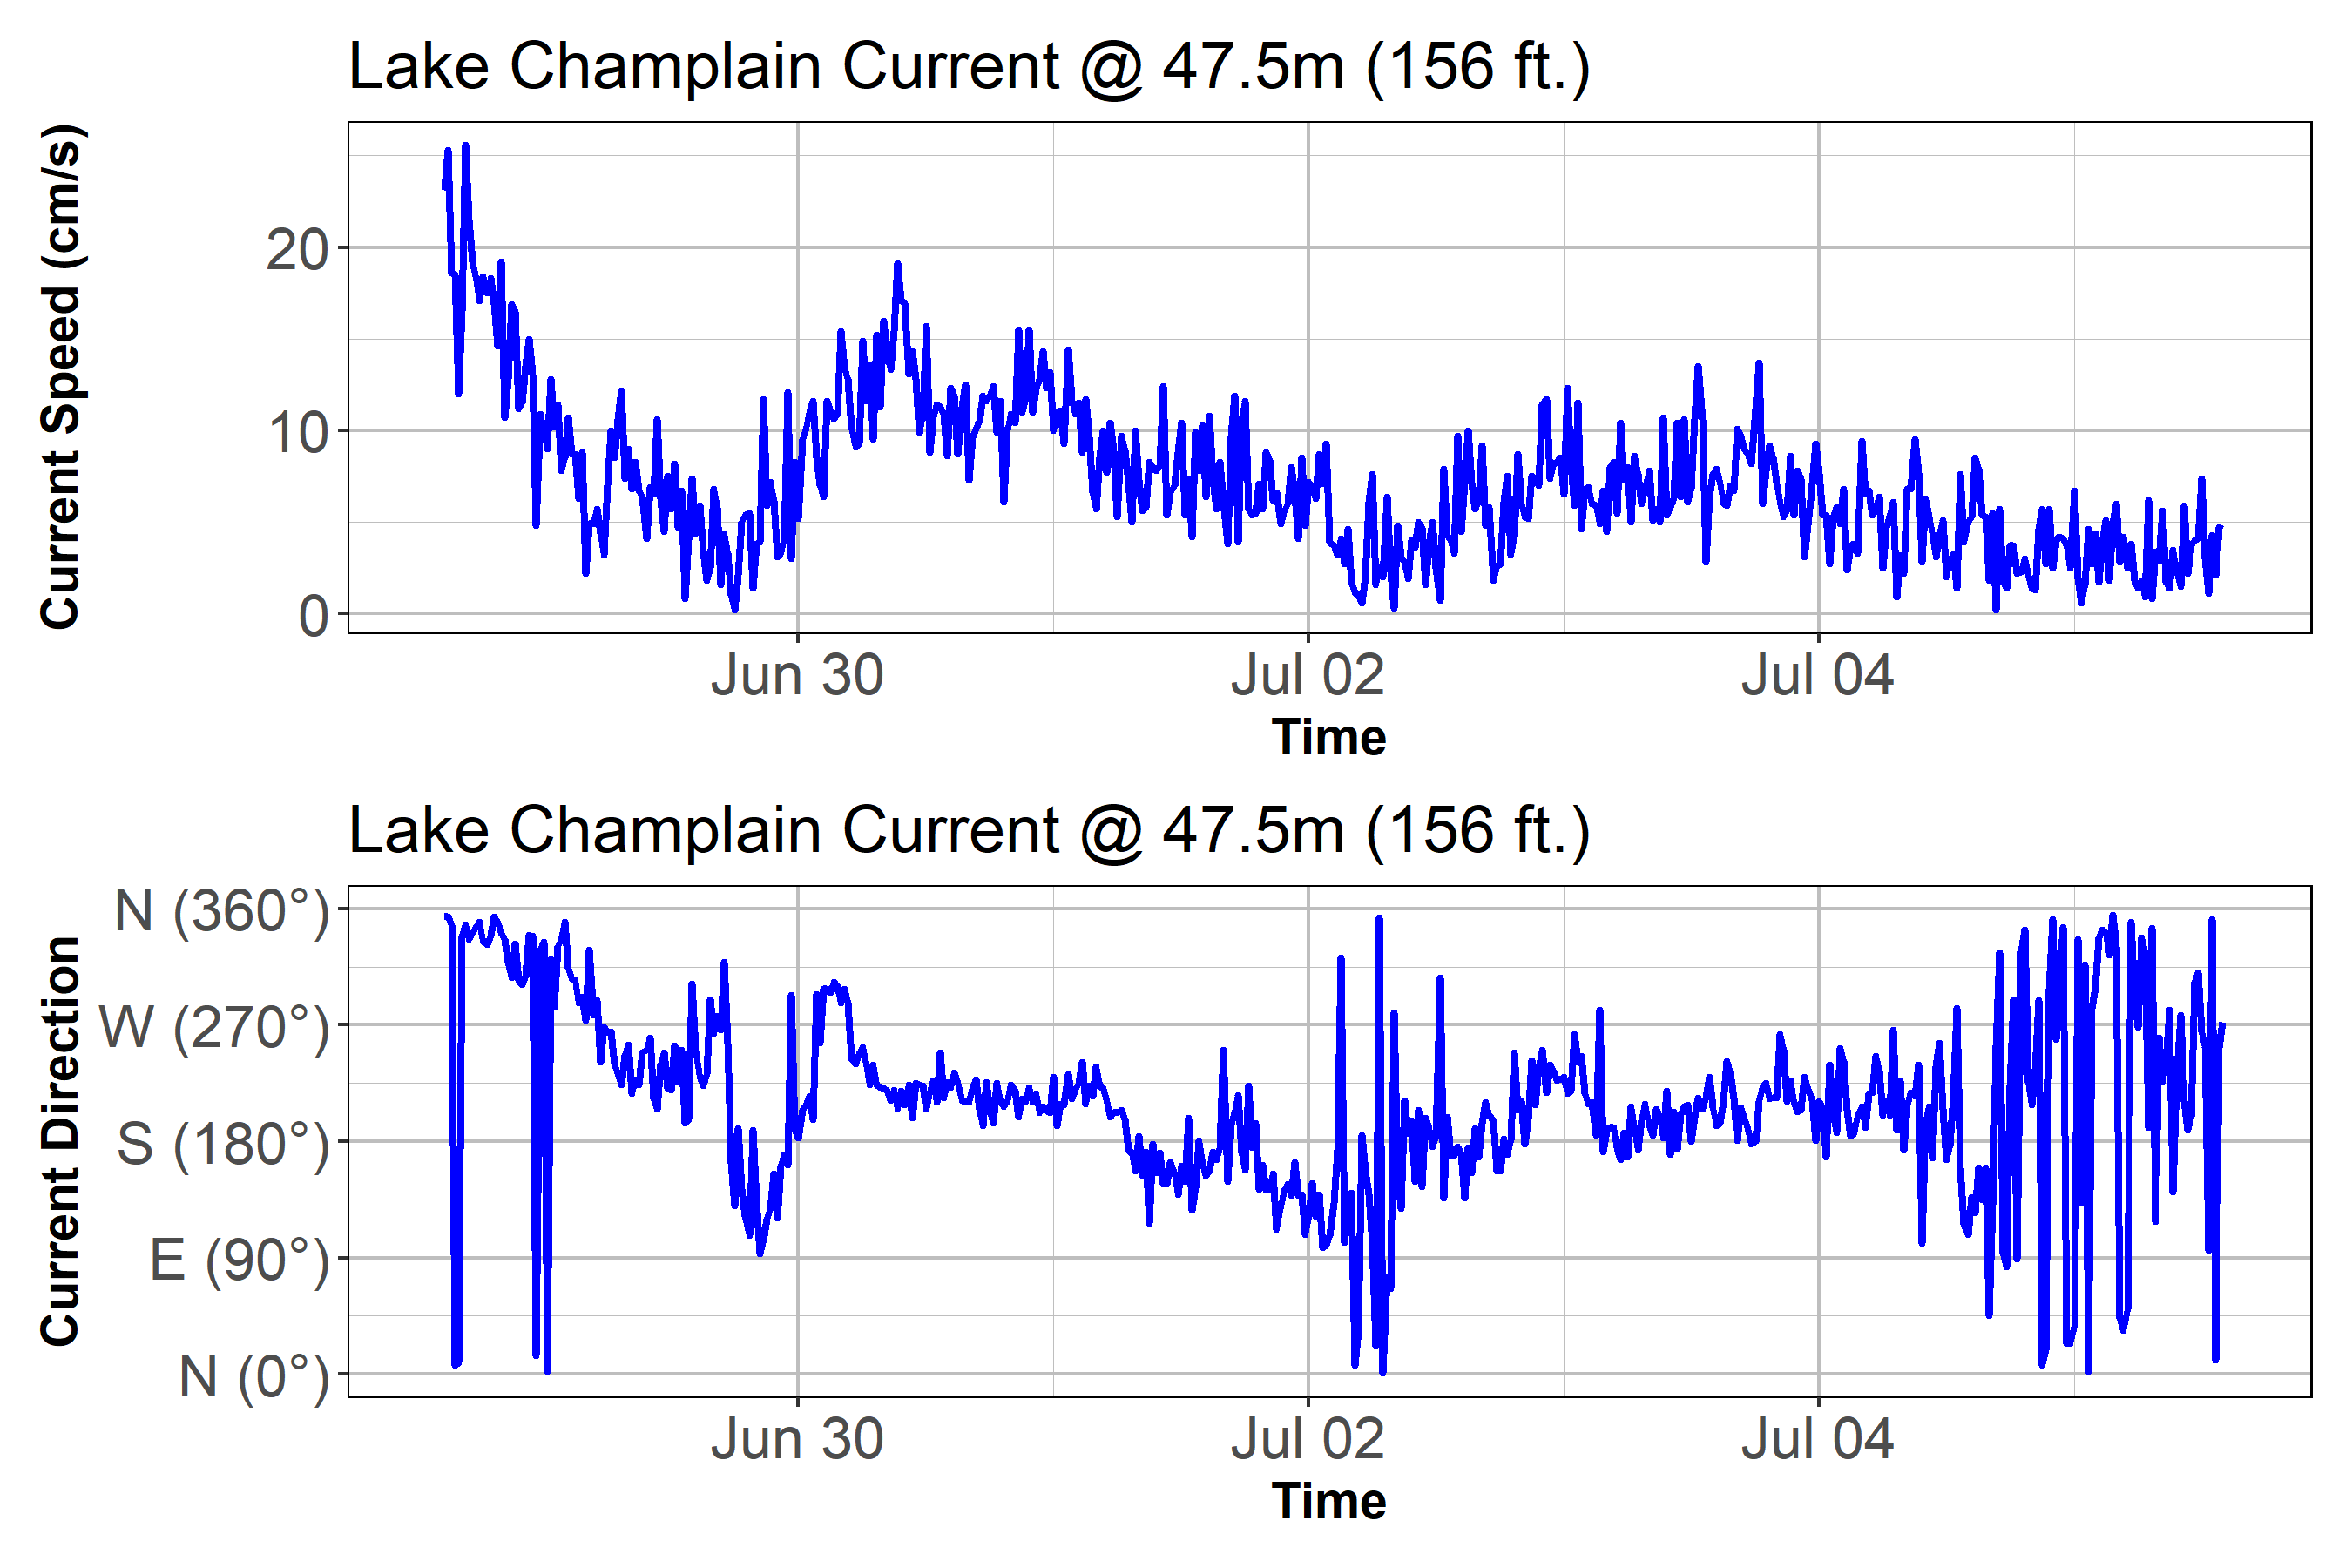 Lake Champlain Current @ 47.5m (156 ft.)
Current Speed (cm/s)
20
10
0
Jun 30 Jul 02 Jul 04
Time
Lake Champlain Current @ 47.5m (156 ft.)
Current Direction
N (360°)
W (270°)
S (180°)
E (90°)
N (0°)
Jun 30 Jul 02 Jul 04
Time